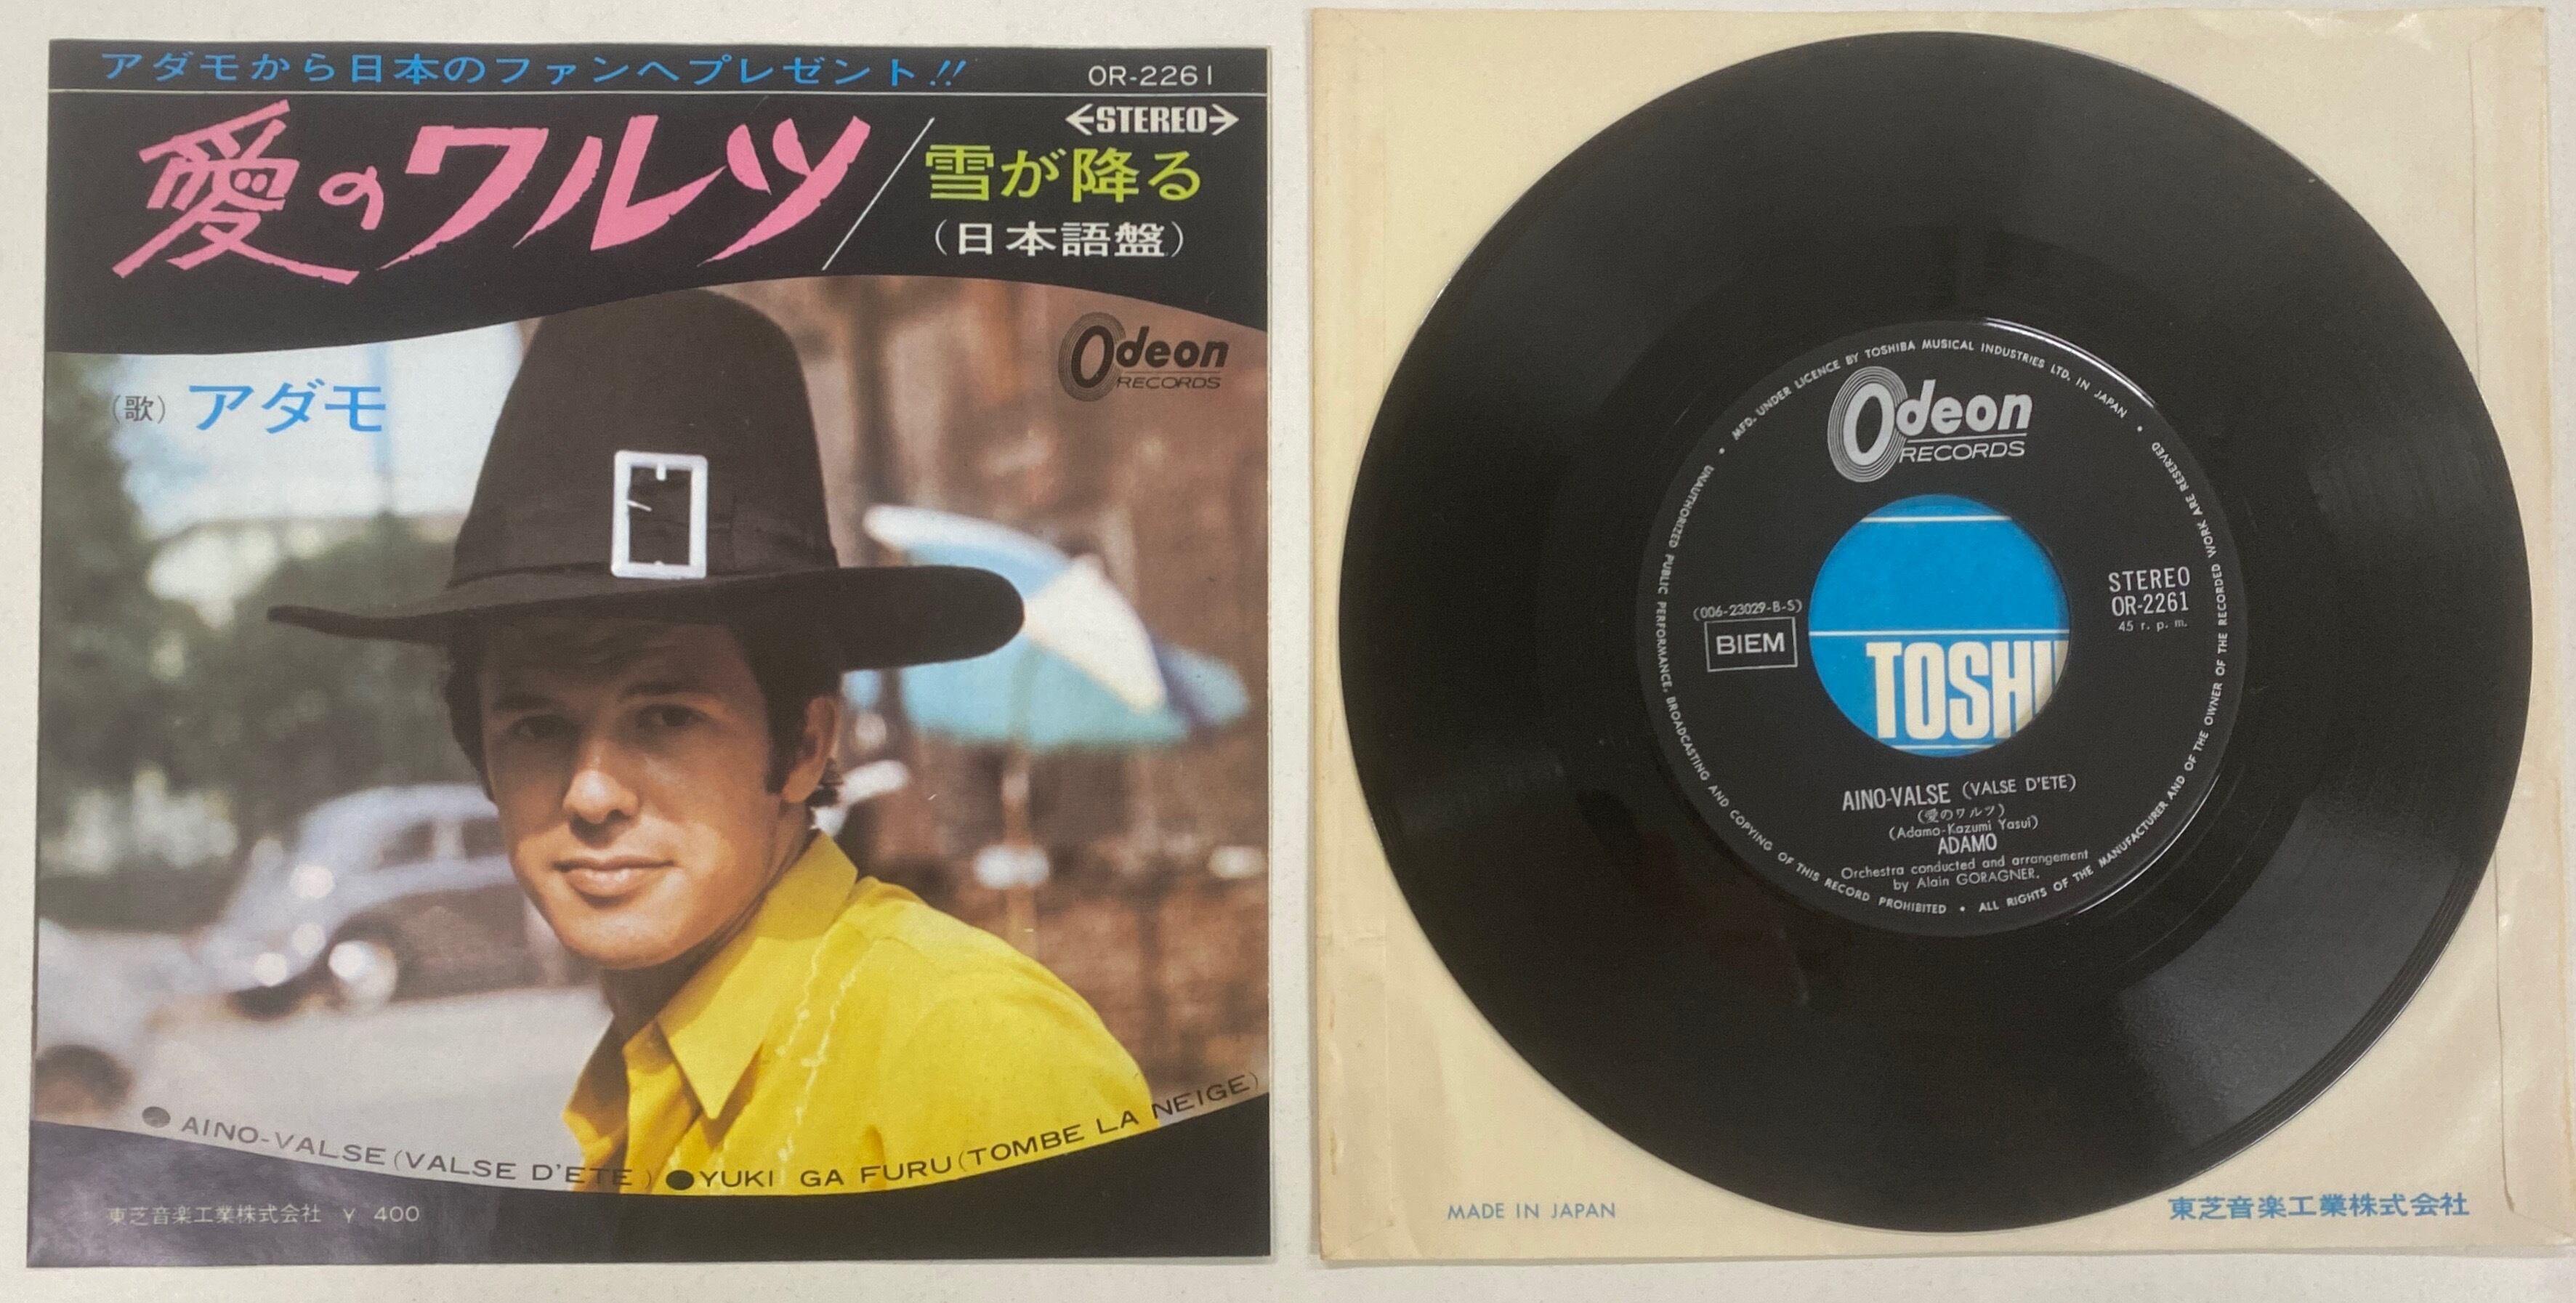 アダモから日本のファンへプレゼント!!
OR-2261
STEREO
愛のワルツ/雪が降る
(日本語盤)
Odeon
RECORDS
(歌) アダモ
●AINO-VALSE(VALSE D'ETE) ●YUKI GA FURU(TOMBE LA NEIGE)
東芝音楽工業株式会社 ¥ 400
MFD. UNDER LICENCE BY TOSHIBA MUSICAL INDUSTRIES LTD. IN JAPAN • UNAUTHORIZED PUBLIC PERFORMANCE, BROADCASTING AND COPYING OF THIS RECORD PROHIBITED • ALL RIGHTS OF THE MANUFACTURER AND OF THE OWNER OF THE RECORDED WORK ARE RESERVED •
Odeon
RECORDS
STEREO
OR-2261
45 r. p. m.
(006-23029-B-S)
BIEM
TOSHI
AINO-VALSE (VALSE D'ETE)
(愛のワルツ)
(Adamo-Kazumi Yasui)
ADAMO
Orchestra conducted and arrangement
by Alain GORAGNER.
MADE IN JAPAN
東芝音楽工業株式会社